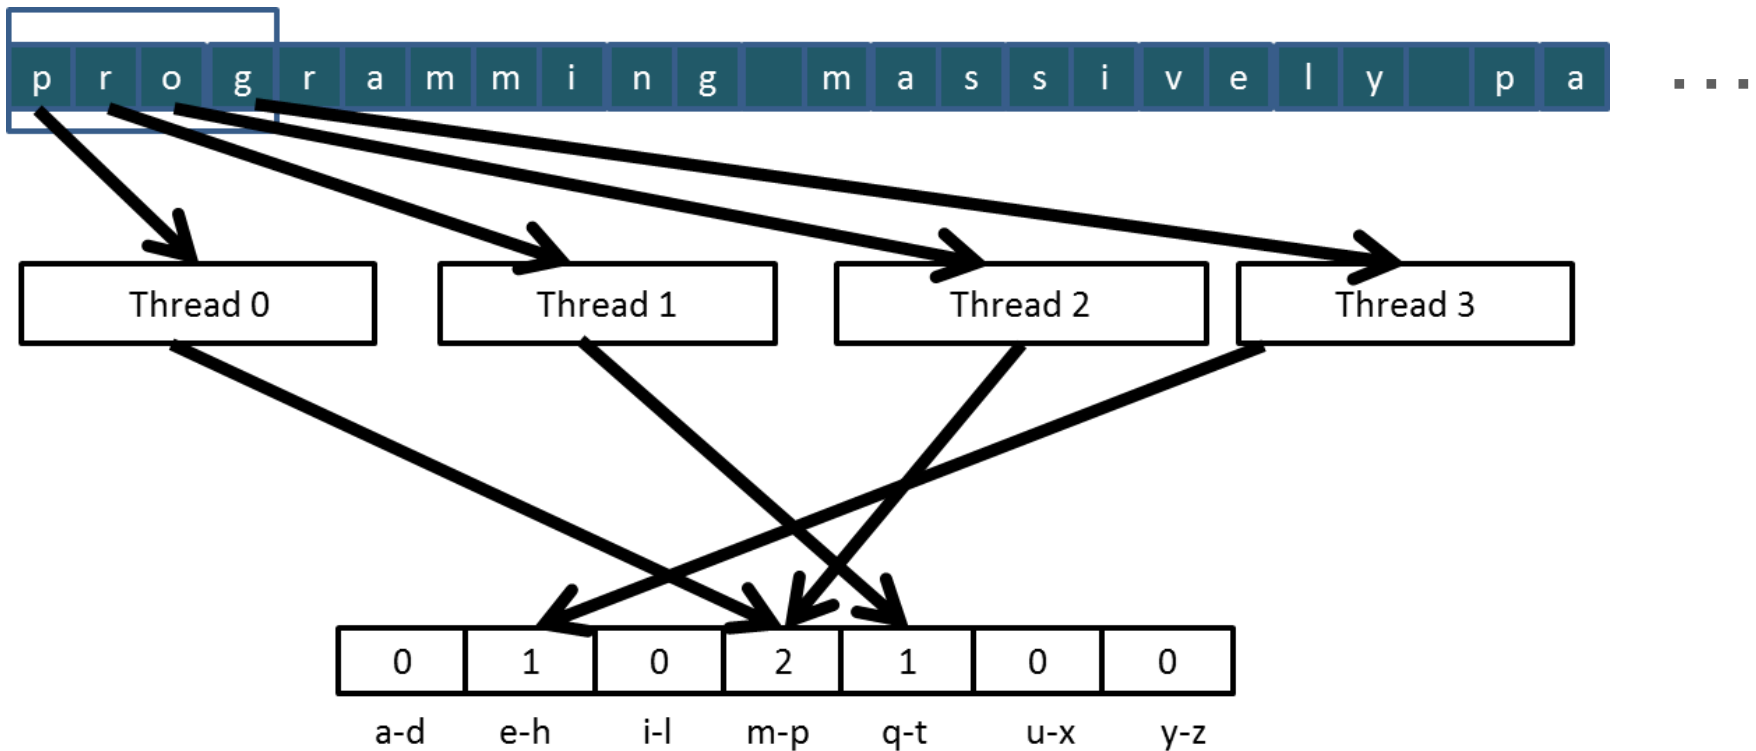 p r o g r a m m i n g m a s s i v e l y p a ...
Thread 0 Thread 1 Thread 2 Thread 3
0 1 0 2 1 0 0
a-d e-h i-l m-p q-t u-x y-z